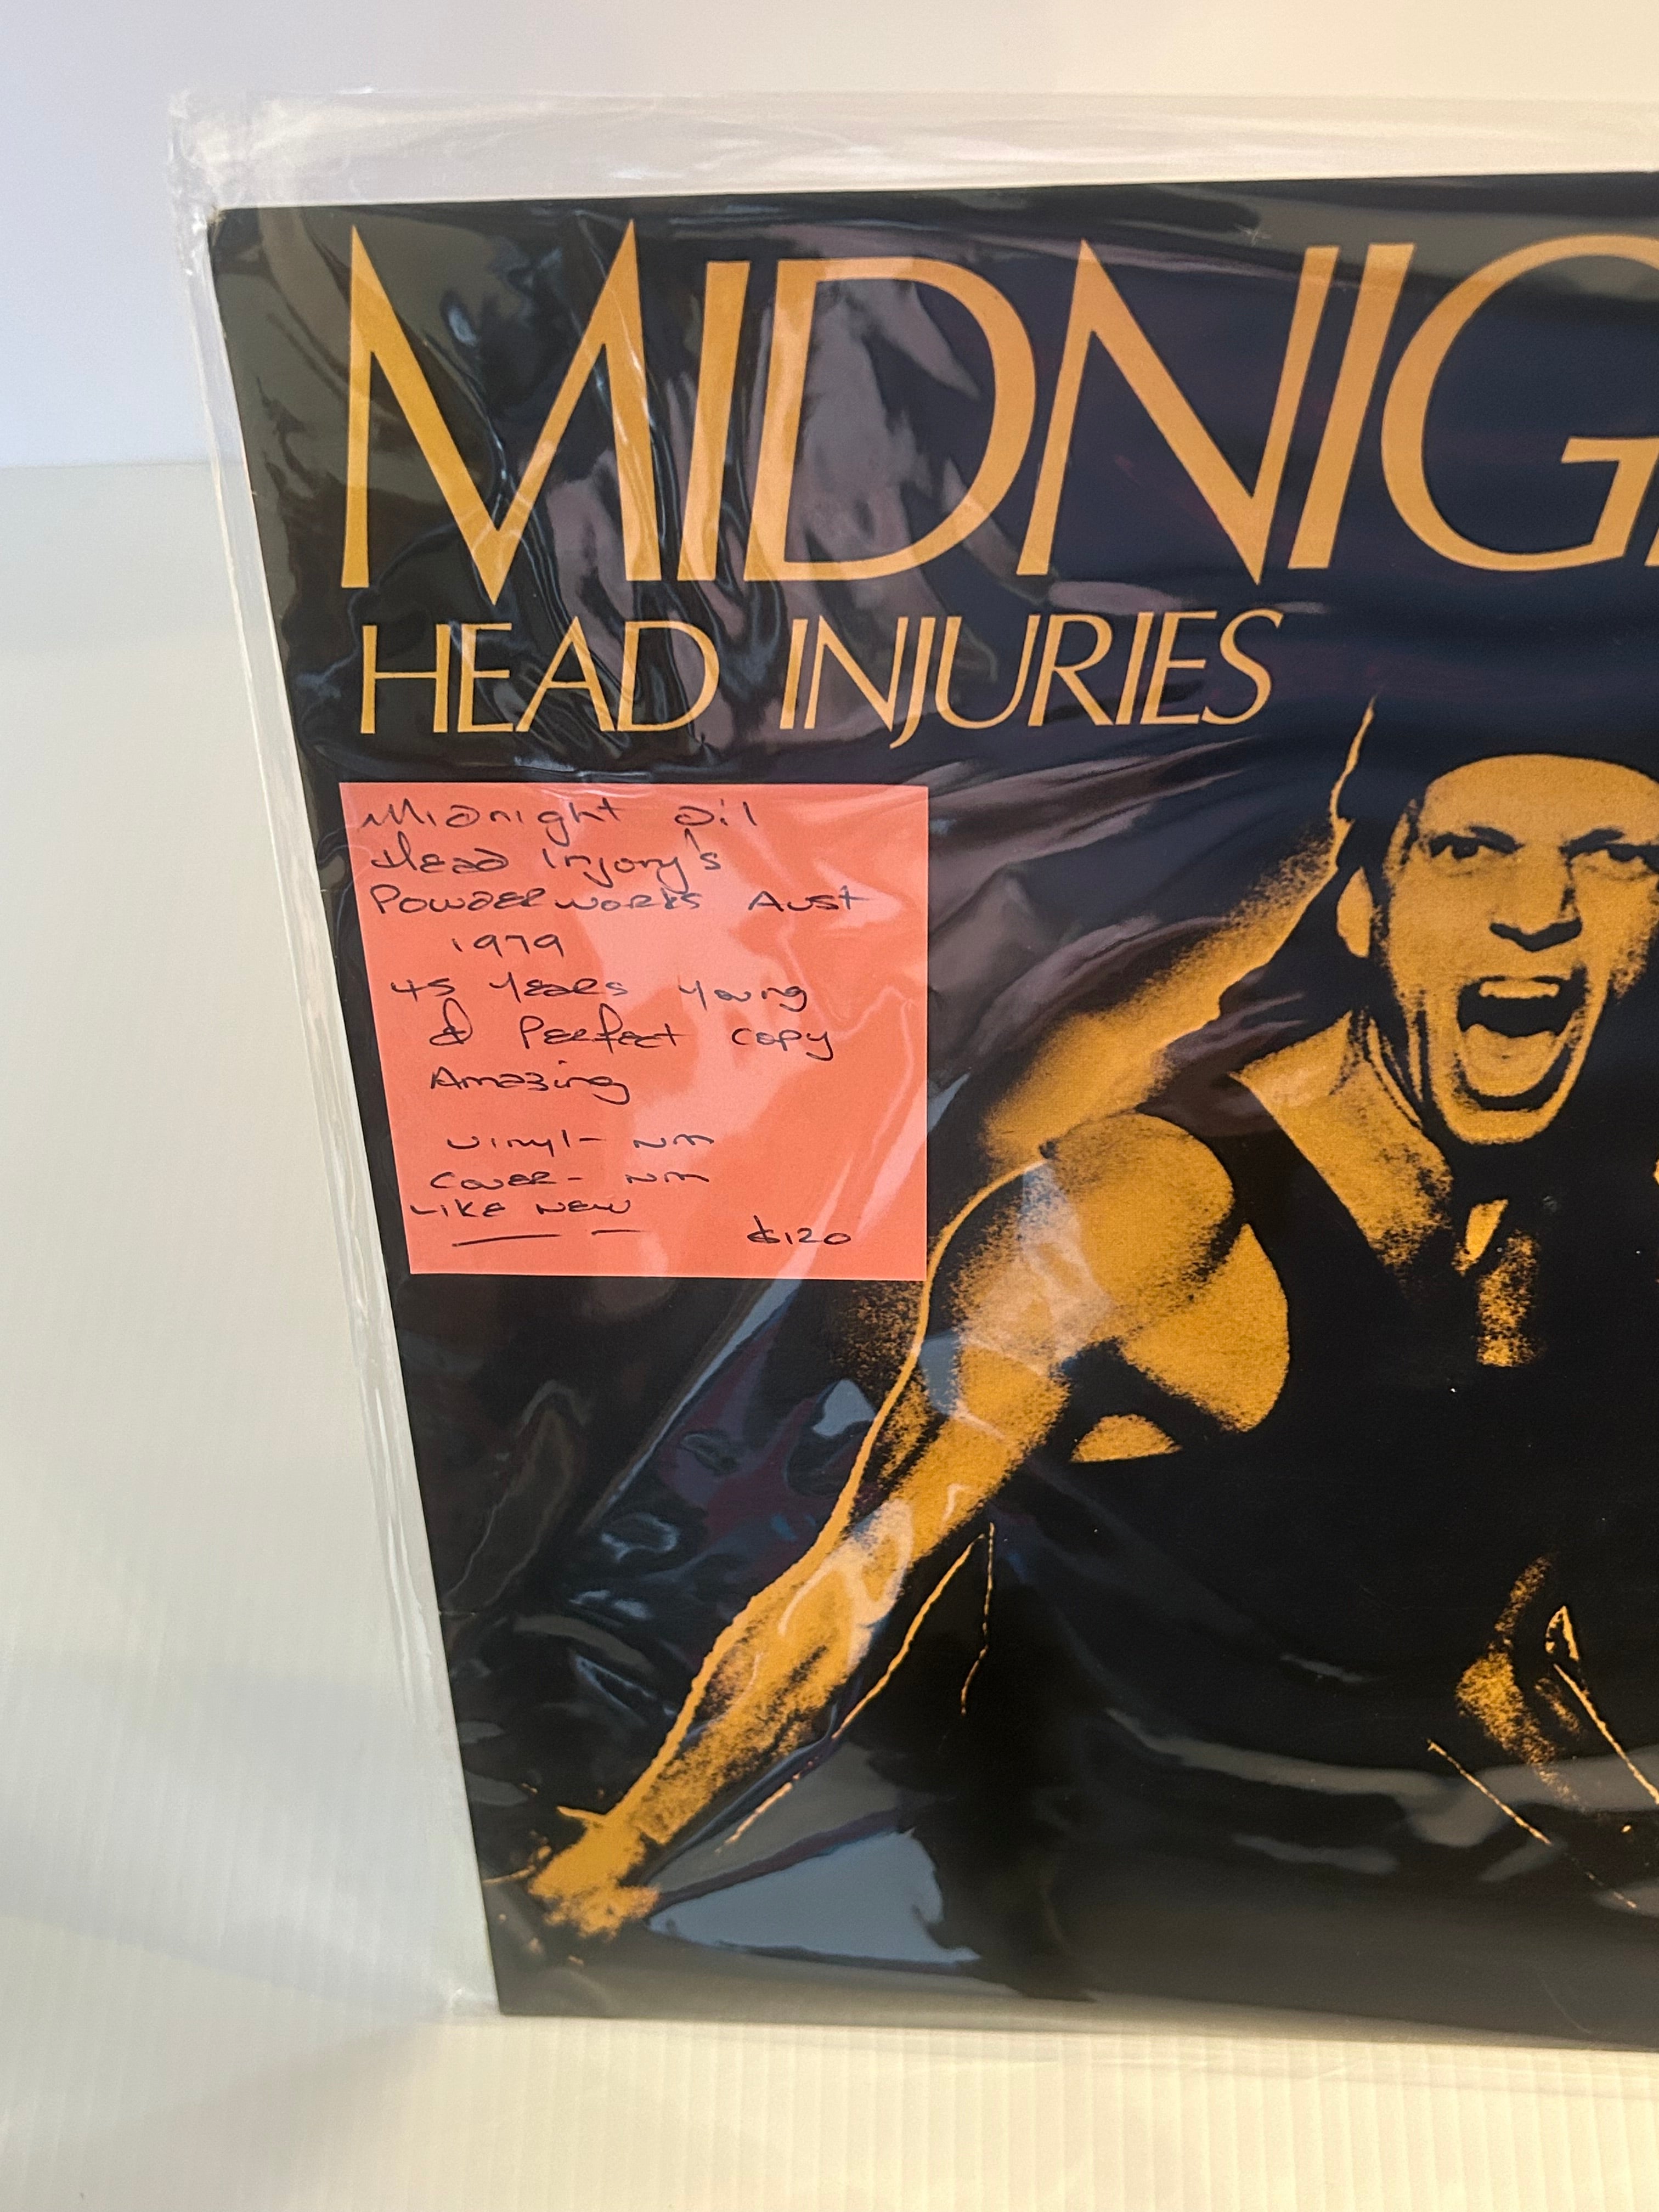 MIDNIG
HEAD INJURIES
Midnight Oil
Head Injory's
Powderworks Aust
1979
45 Years Young
& Perfect copy
Amazing
Vinyl - NM
Cover - NM
Like New
$120